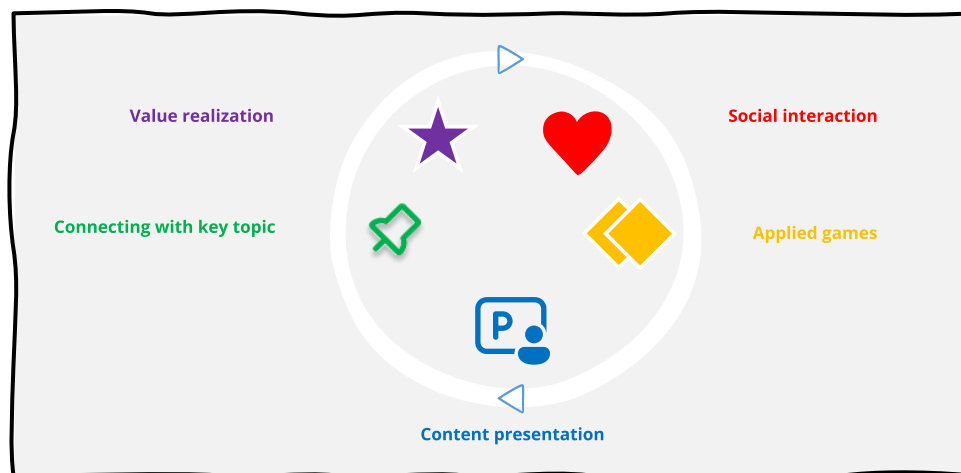 Value realization
Social interaction
Connecting with key topic
Applied games
P
Content presentation